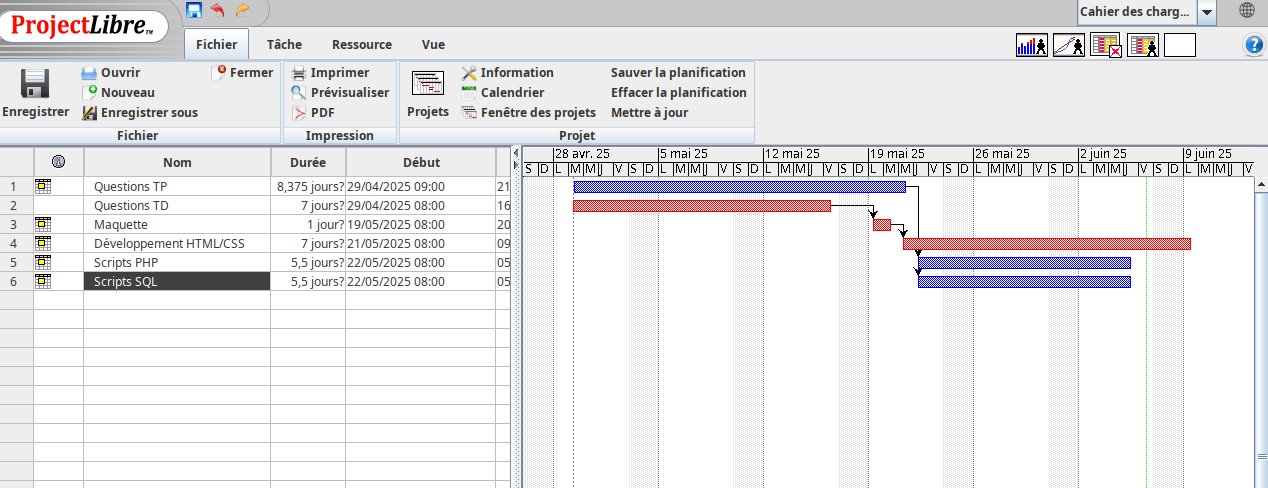 Cahier des charg...
ProjectLibre™
Fichier Tâche Ressource Vue
Enregistrer
Ouvrir
Nouveau
Enregistrer sous
Fermer
Fichier
Imprimer
Prévisualiser
PDF
Impression
Projets
Information
Calendrier
Fenêtre des projets
Sauver la planification
Effacer la planification
Mettre à jour
Projet
Nom Durée Début
1 Questions TP 8,375 jours? 29/04/2025 09:00 21
2 Questions TD 7 jours? 29/04/2025 08:00 16
3 Maquette 1 jour? 19/05/2025 08:00 20
4 Développement HTML/CSS 7 jours? 21/05/2025 08:00 09
5 Scripts PHP 5,5 jours? 22/05/2025 08:00 05
6 Scripts SQL 5,5 jours? 22/05/2025 08:00 05
28 avr. 25 5 mai 25 12 mai 25 19 mai 25 26 mai 25 2 juin 25 9 juin 25
S D L M M J V S D L M M J V S D L M M J V S D L M M J V S D L M M J V S D L M M J V S D L M M J V